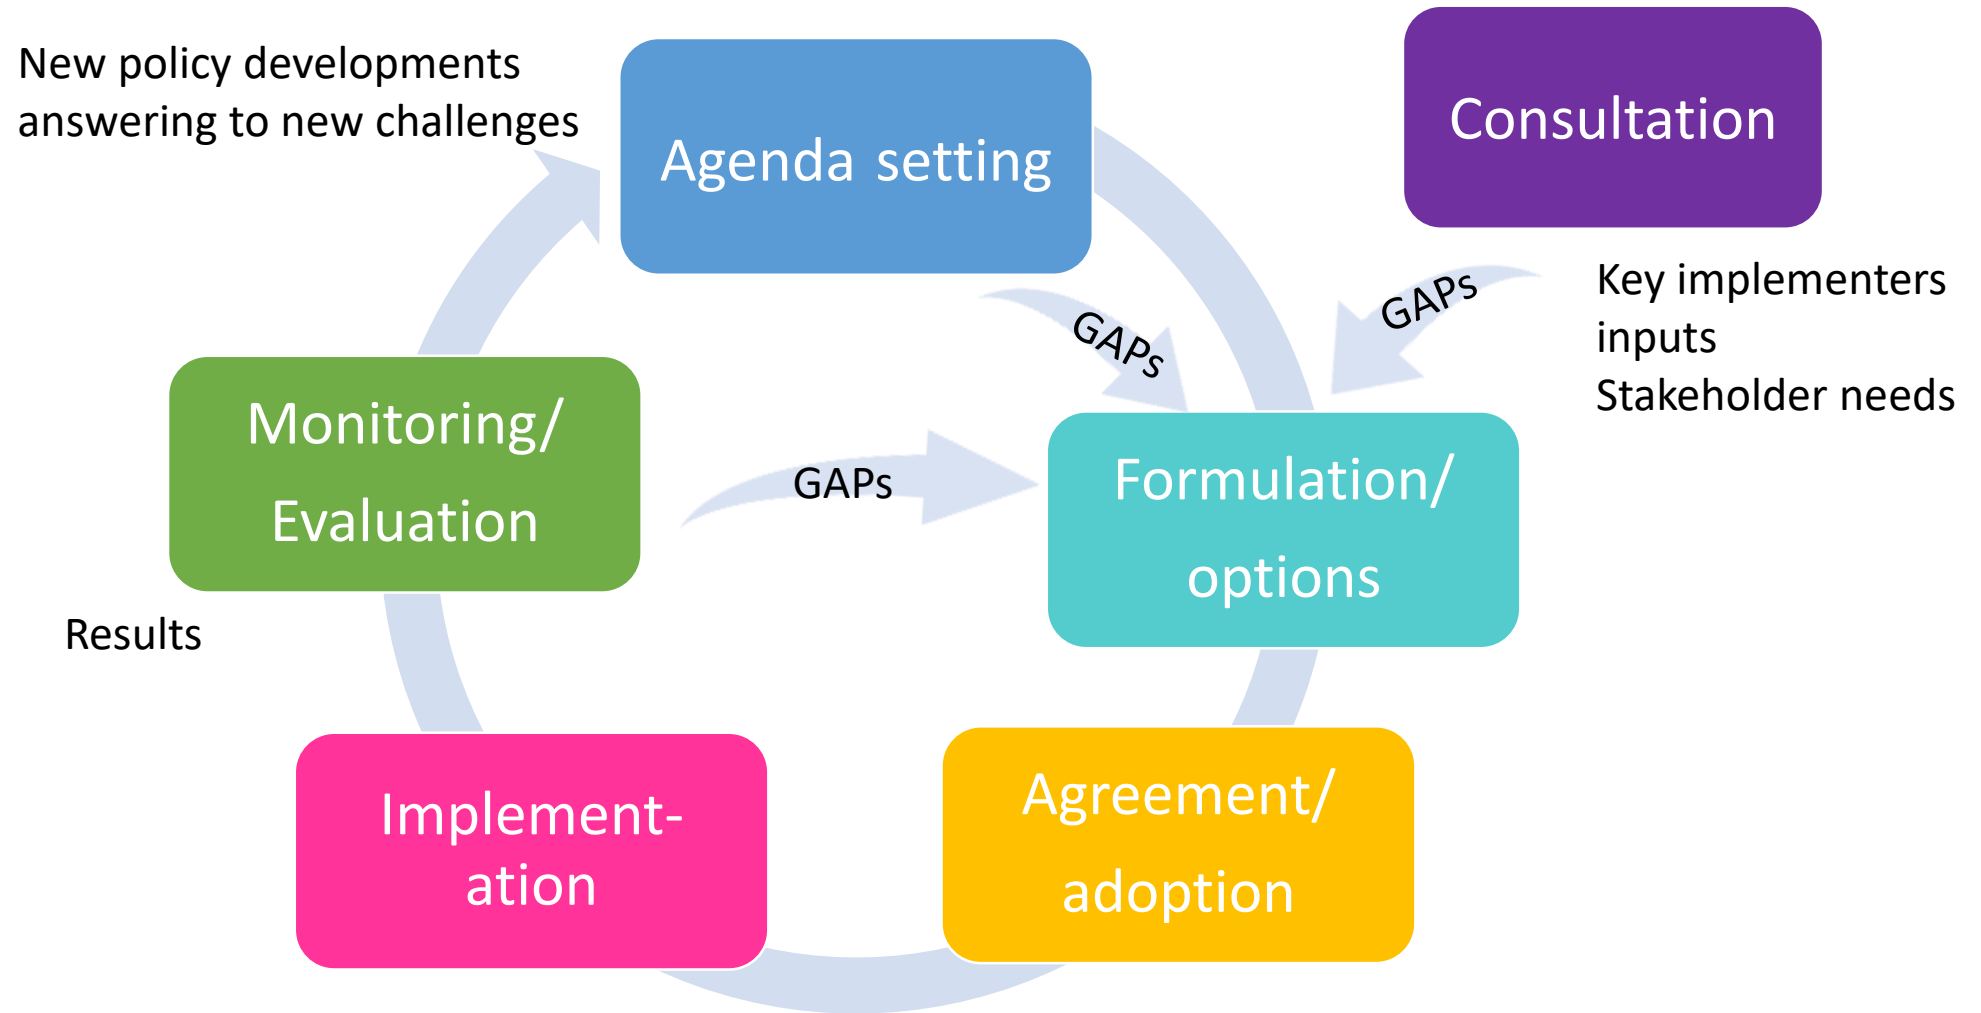 New policy developments
answering to new challenges
Agenda setting
Consultation
GAPs
GAPs
Key implementers
inputs
Stakeholder needs
Monitoring/
Evaluation
GAPs
Formulation/
options
Results
Implement-
ation
Agreement/
adoption